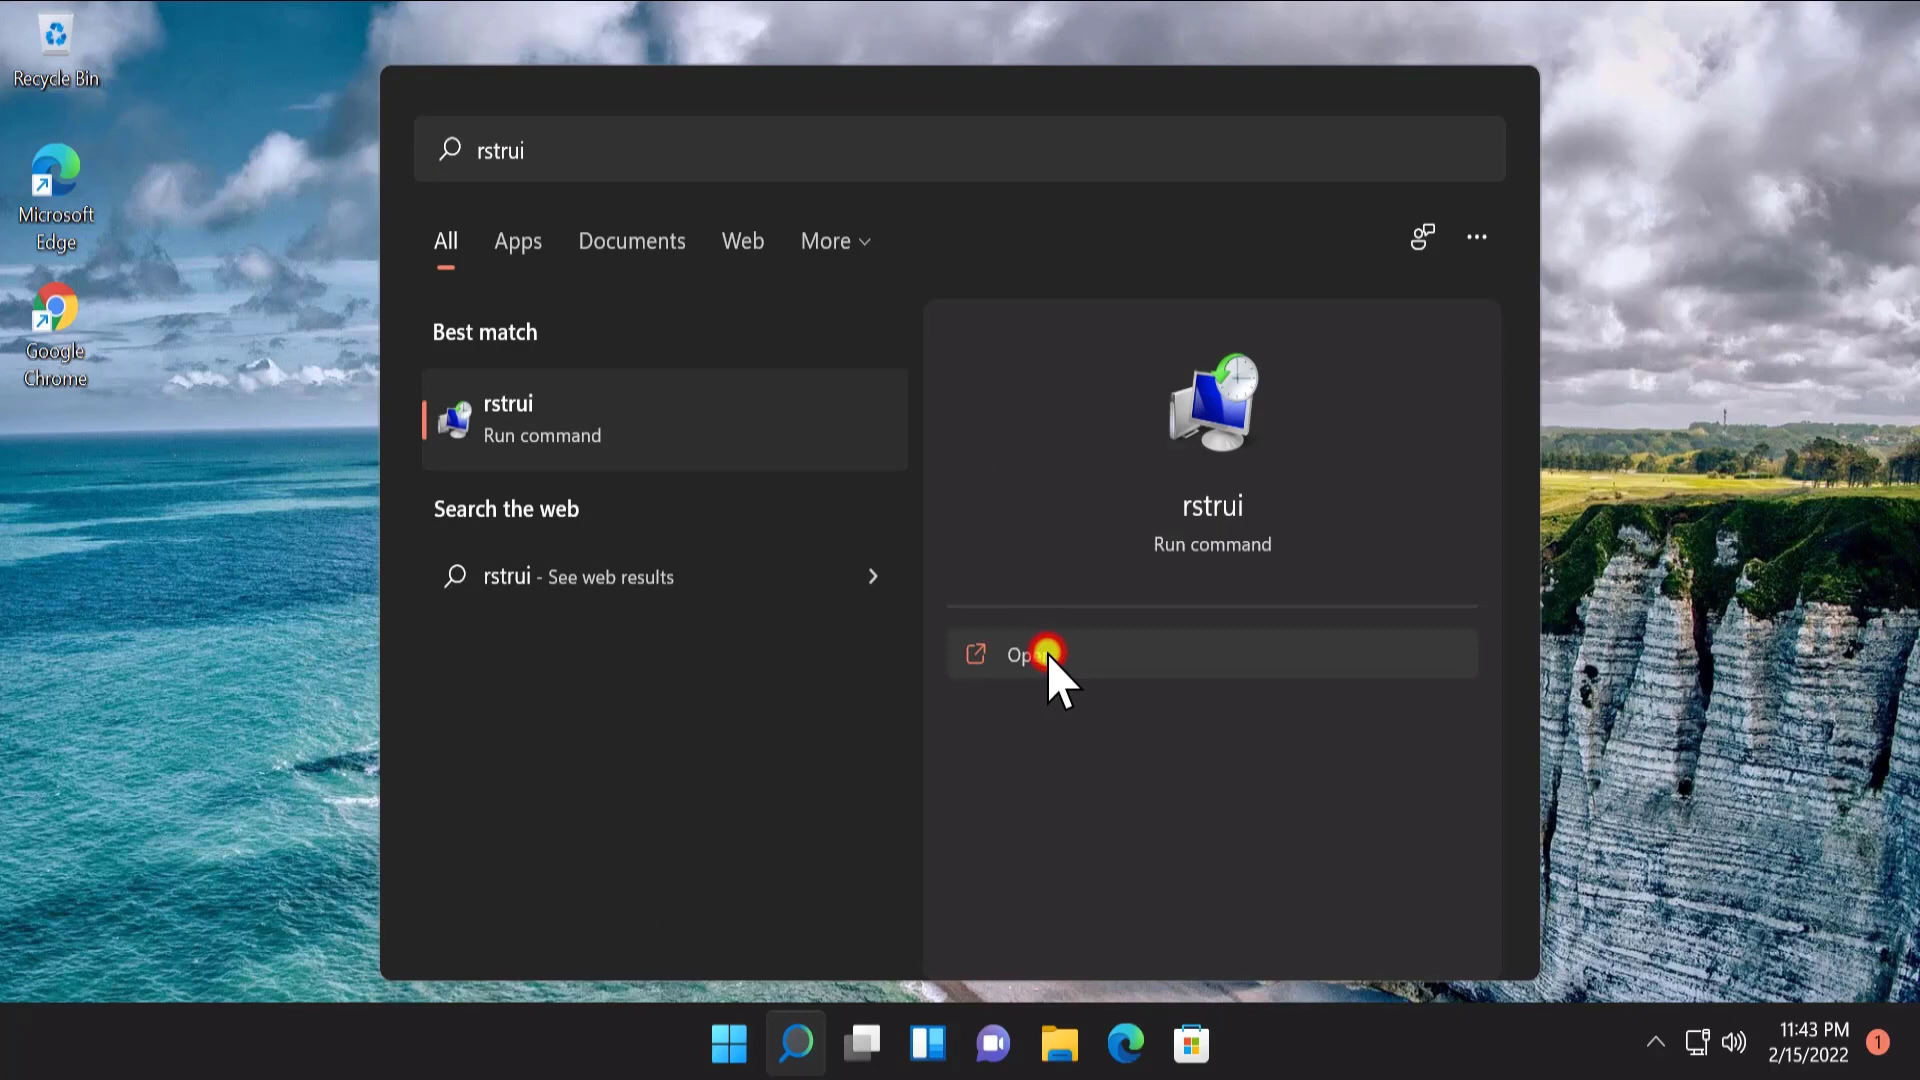 Recycle Bin
Microsoft
Edge
Google
Chrome
rstrui
All
Apps
Documents
Web
More
Best match
rstrui
Run command
Search the web
rstrui - See web results
rstrui
Run command
11:43 PM
2/15/2022
1